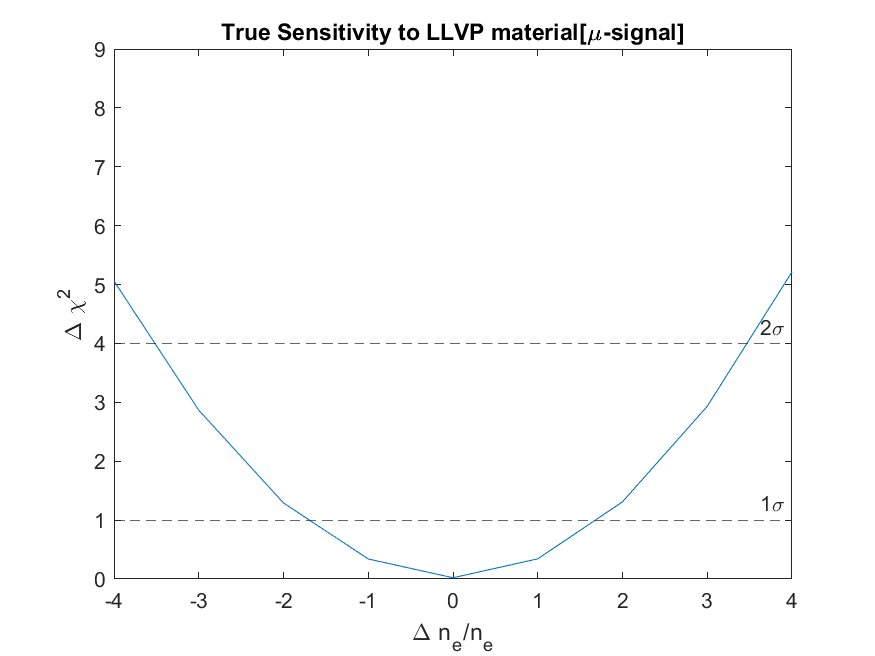 True Sensitivity to LLVP material[μ-signal]
9
8
7
6
5
4
3
2
1
0
Δ χ²
2σ
1σ
-4 -3 -2 -1 0 1 2 3 4
Δ nₑ/nₑ